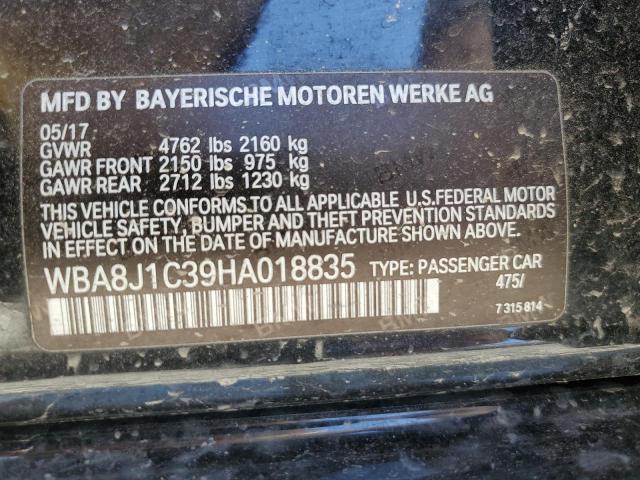 MFD BY BAYERISCHE MOTOREN WERKE AG
05/17
GVWR 4762 lbs 2160 kg
GAWR FRONT 2150 lbs 975 kg
GAWR REAR 2712 lbs 1230 kg
THIS VEHICLE CONFORMS TO ALL APPLICABLE U.S.FEDERAL MOTOR
VEHICLE SAFETY, BUMPER AND THEFT PREVENTION STANDARDS
IN EFFECT ON THE DATE OF MANUFACTURE SHOWN ABOVE.
WBA8J1C39HA018835 TYPE: PASSENGER CAR
475/
7 315 814